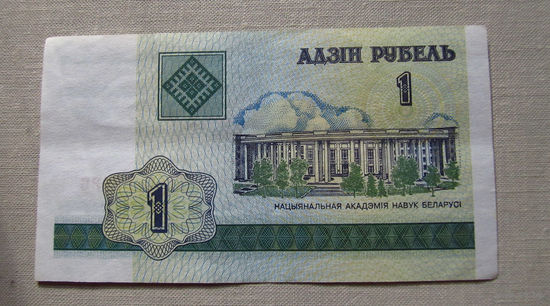 АДЗІН РУБЕЛЬ
1
НАЦЫЯНАЛЬНАЯ АКАДЭМІЯ НАВУК БЕЛАРУСІ
1